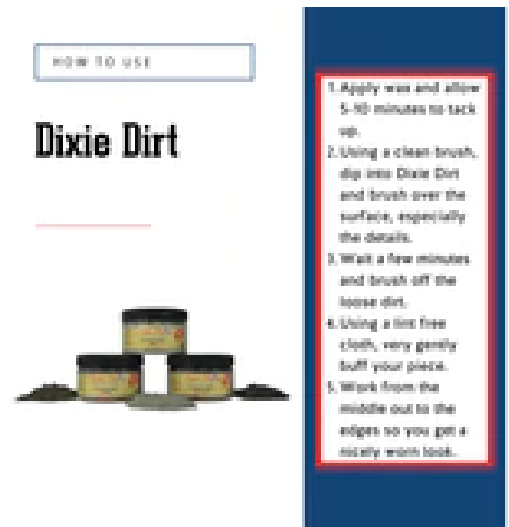 HOW TO USE
Dixie Dirt
1. Apply wax and allow
5-10 minutes to tack
up.
2. Using a clean brush,
dip into Dixie Dirt
and brush over the
surface, especially
the details.
3. Wait a few minutes
and brush off the
loose dirt.
4. Using a lint free
cloth, very gently
buff your piece.
5. Work from the
middle out to the
edges so you get a
nicely worn look.